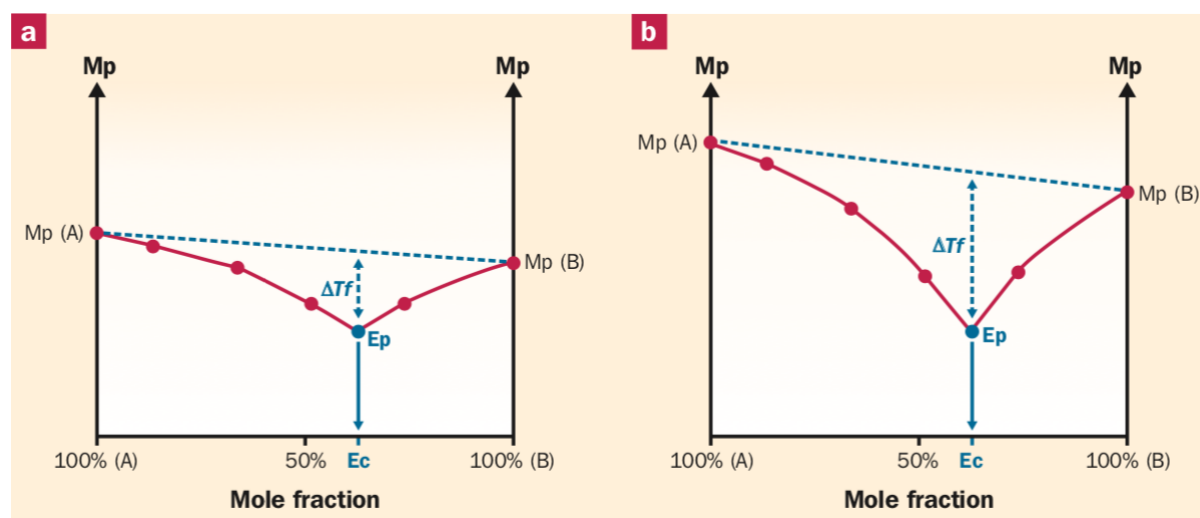 a
Mp
Mp
Mp (A)
Mp (B)
ΔTf
Ep
100% (A)
50%
Ec
100% (B)
Mole fraction
b
Mp
Mp
Mp (A)
Mp (B)
ΔTf
Ep
100% (A)
50%
Ec
100% (B)
Mole fraction